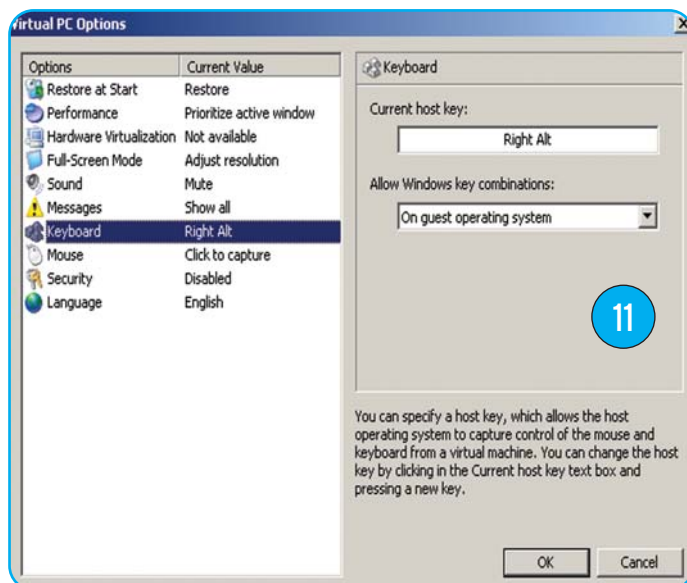 Virtual PC Options
Options Current Value
Restore at Start Restore
Performance Prioritize active window
Hardware Virtualization Not available
Full-Screen Mode Adjust resolution
Sound Mute
Messages Show all
Keyboard Right Alt
Mouse Click to capture
Security Disabled
Language English
Keyboard
Current host key:
Right Alt
Allow Windows key combinations:
On guest operating system
11
You can specify a host key, which allows the host
operating system to capture control of the mouse and
keyboard from a virtual machine. You can change the host
key by clicking in the Current host key text box and
pressing a new key.
OK Cancel